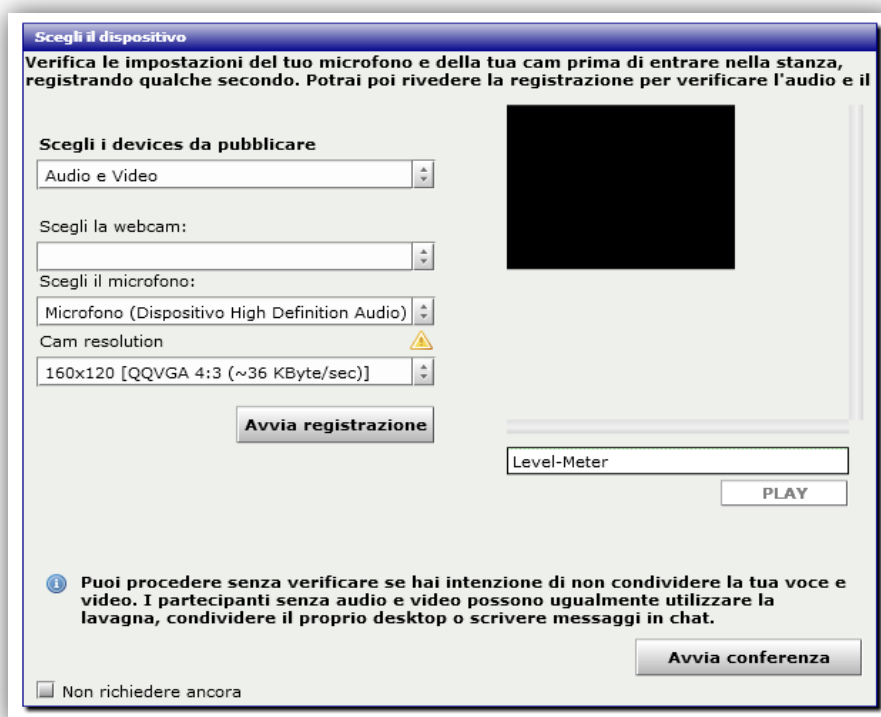 Scegli il dispositivo
Verifica le impostazioni del tuo microfono e della tua cam prima di entrare nella stanza,
registrando qualche secondo. Potrai poi rivedere la registrazione per verificare l'audio e il
Scegli i devices da pubblicare
Audio e Video
Scegli la webcam:
Scegli il microfono:
Microfono (Dispositivo High Definition Audio)
Cam resolution
160x120 [QQVGA 4:3 (~36 KByte/sec)]
Avvia registrazione
Level-Meter
PLAY
Puoi procedere senza verificare se hai intenzione di non condividere la tua voce e
video. I partecipanti senza audio e video possono ugualmente utilizzare la
lavagna, condividere il proprio desktop o scrivere messaggi in chat.
Avvia conferenza
Non richiedere ancora